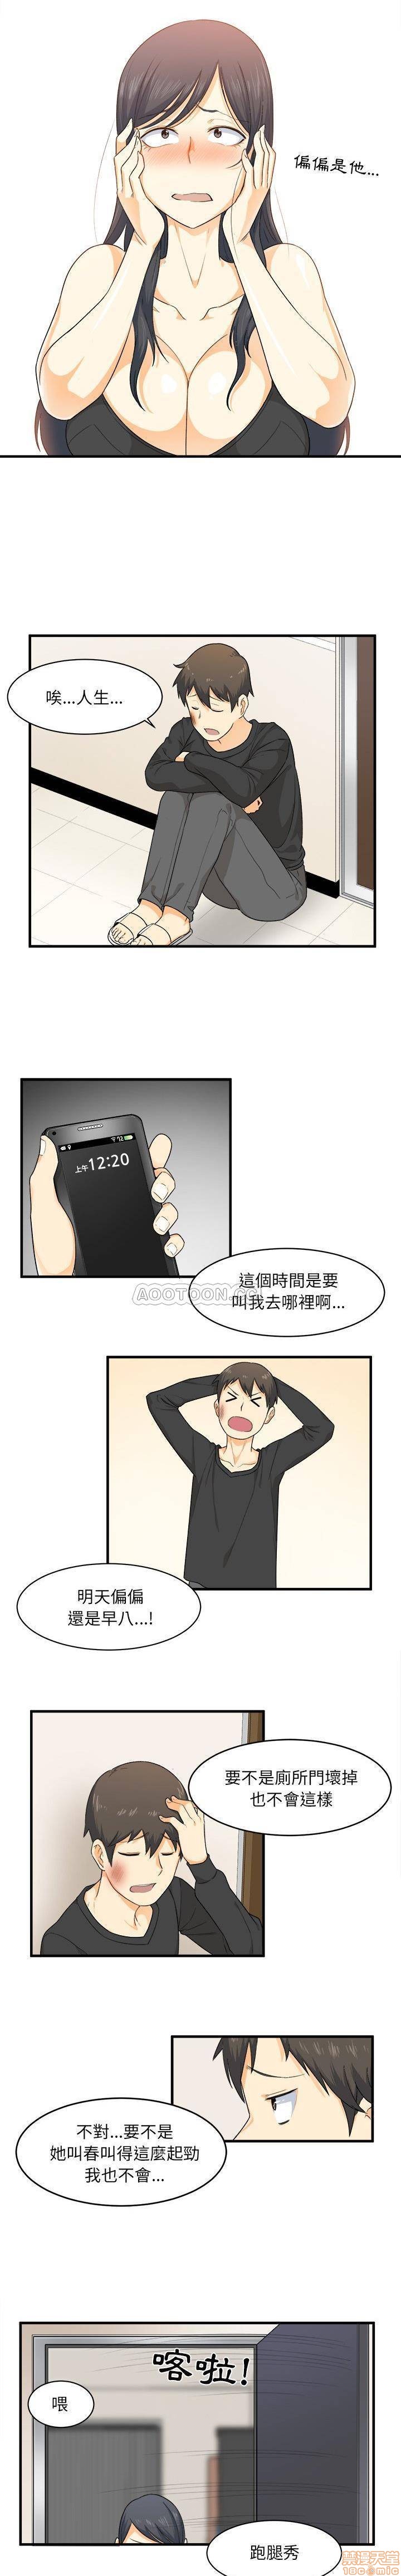 偏偏是他...
唉...人生...
上午12:20
這個時間是要
叫我去哪裡啊...
AOOTOON.CC
明天偏偏
還是早八...!
要不是廁所門壞掉
也不會這樣
不對...要不是
她叫春叫得這麼起勁
我也不會...
喀啦!
喂
跑腿秀